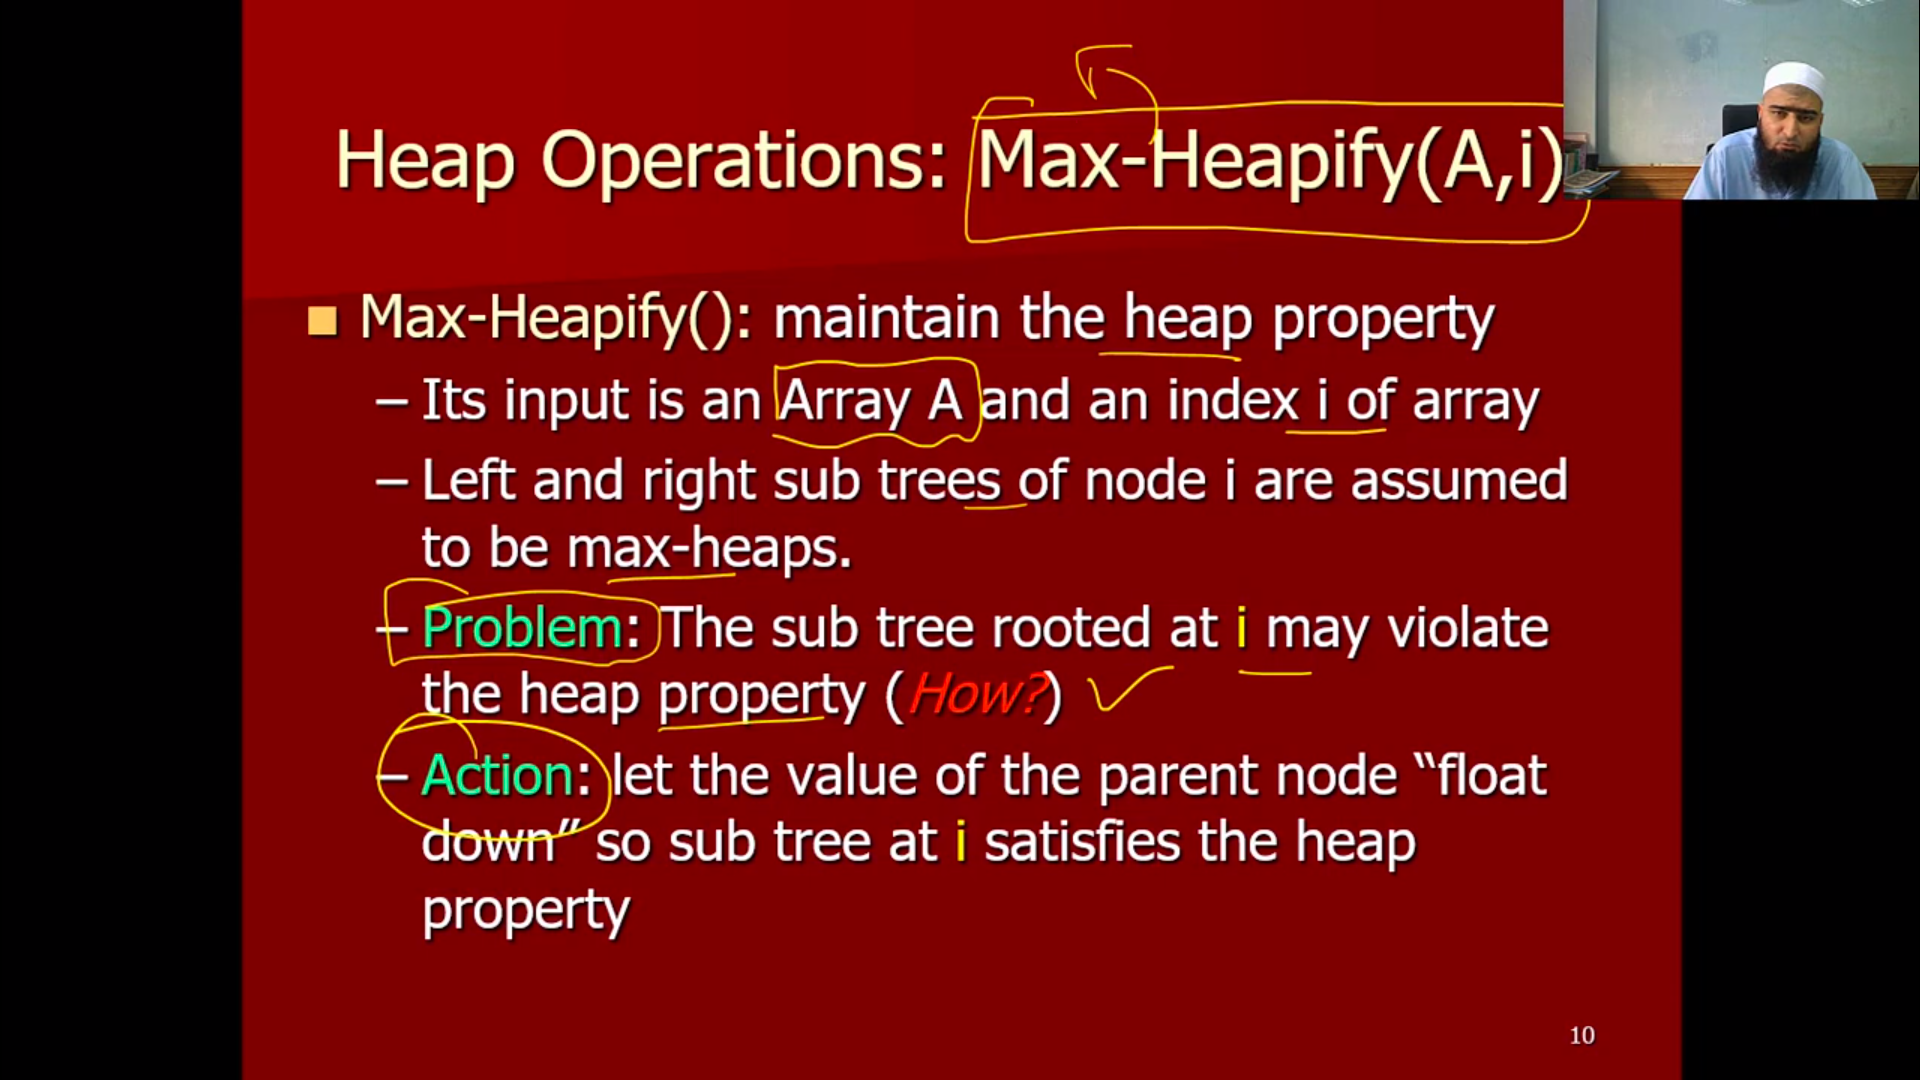 Heap Operations: Max-Heapify(A,i)
■ Max-Heapify(): maintain the heap property
– Its input is an Array A and an index i of array
– Left and right sub trees of node i are assumed
to be max-heaps.
– Problem: The sub tree rooted at i may violate
the heap property (How?)
– Action: let the value of the parent node “float
down” so sub tree at i satisfies the heap
property
10